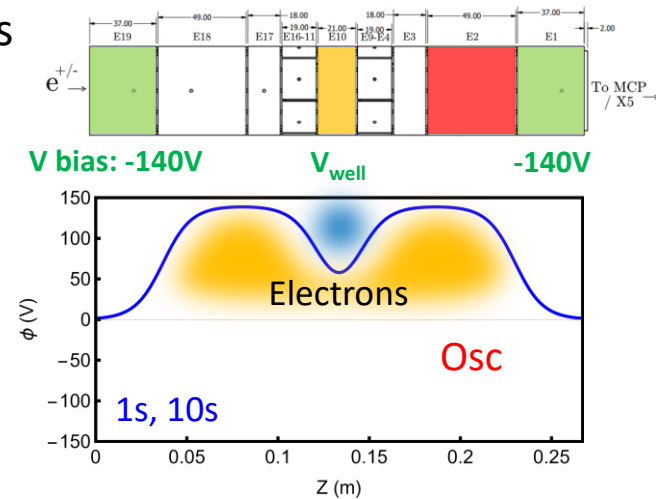 s
37.00 49.00 18.00 19.00 21.00 18.00 19.00 49.00 37.00 2.00
E19 E18 E17 E16-11 E10 E9-E4 E3 E2 E1
e+/- →
To MCP
/ X5 →
V bias: -140V Vwell -140V
150
100
50
0
−50
−100
−150
ϕ (V)
Electrons
Osc
1s, 10s
0 0.05 0.1 0.15 0.2 0.25
Z (m)